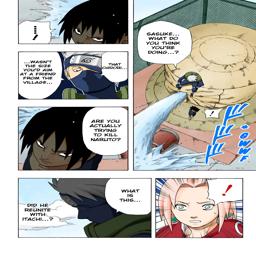 SASUKE...
WHAT DO
YOU THINK
YOU'RE
DOING...?
!
...WASN'T
THE SIZE
YOU'D AIM
AT A FRIEND
FROM THE
VILLAGE...
THAT
CHIDORI...
ARE YOU
ACTUALLY
TRYING
TO KILL
NARUTO?
!
WHAT
IS
THIS...
DID HE
REUNITE
WITH
ITACHI...?
!